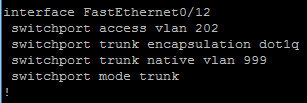 interface FastEthernet0/12
 switchport access vlan 202
 switchport trunk encapsulation dot1q
 switchport trunk native vlan 999
 switchport mode trunk
!